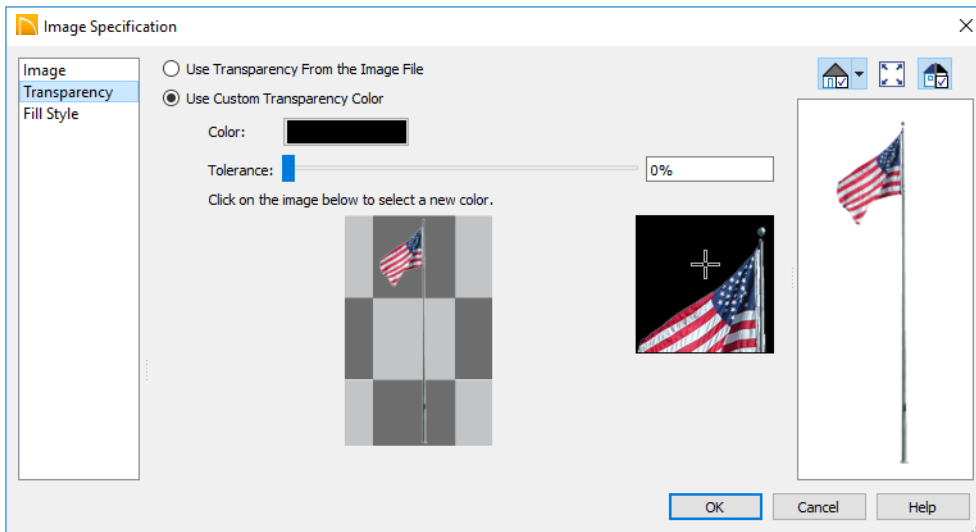 Image Specification
Image
Transparency
Fill Style
Use Transparency From the Image File
Use Custom Transparency Color
Color:
Tolerance:
0%
Click on the image below to select a new color.
OK
Cancel
Help